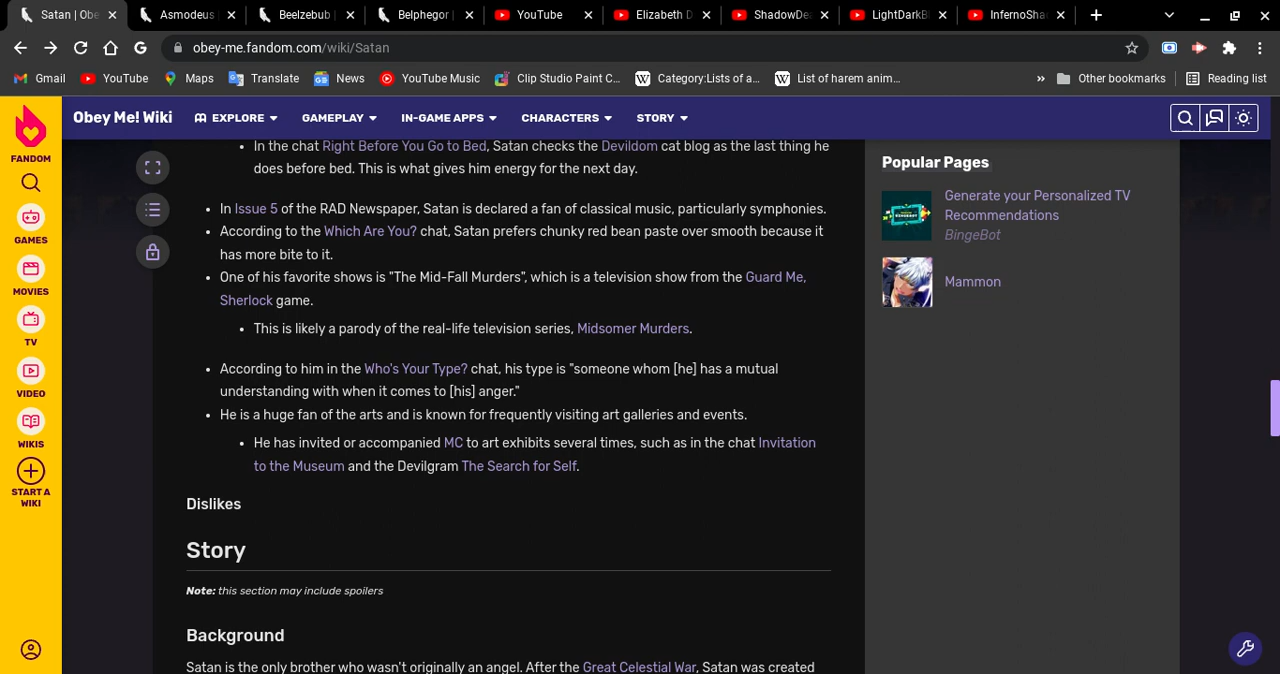 Satan | Obe
Asmodeus
Beelzebub |
Belphegor |
YouTube
Elizabeth D
ShadowDea
LightDarkB
InfernoSha
obey-me.fandom.com/wiki/Satan
Gmail
YouTube
Maps
Translate
News
YouTube Music
Clip Studio Paint C...
Category:Lists of a...
List of harem anim...
»
Other bookmarks
Reading list
FANDOM
GAMES
MOVIES
TV
VIDEO
WIKIS
START A
WIKI
Obey Me! Wiki
EXPLORE
GAMEPLAY
IN-GAME APPS
CHARACTERS
STORY
In the chat Right Before You Go to Bed, Satan checks the Devildom cat blog as the last thing he
does before bed. This is what gives him energy for the next day.
In Issue 5 of the RAD Newspaper, Satan is declared a fan of classical music, particularly symphonies.
According to the Which Are You? chat, Satan prefers chunky red bean paste over smooth because it
has more bite to it.
One of his favorite shows is "The Mid-Fall Murders", which is a television show from the Guard Me,
Sherlock game.
This is likely a parody of the real-life television series, Midsomer Murders.
According to him in the Who's Your Type? chat, his type is "someone whom [he] has a mutual
understanding with when it comes to [his] anger."
He is a huge fan of the arts and is known for frequently visiting art galleries and events.
He has invited or accompanied MC to art exhibits several times, such as in the chat Invitation
to the Museum and the Devilgram The Search for Self.
Dislikes
Story
Note: this section may include spoilers
Background
Satan is the only brother who wasn't originally an angel. After the Great Celestial War, Satan was created
Popular Pages
Generate your Personalized TV
Recommendations
BingeBot
Mammon